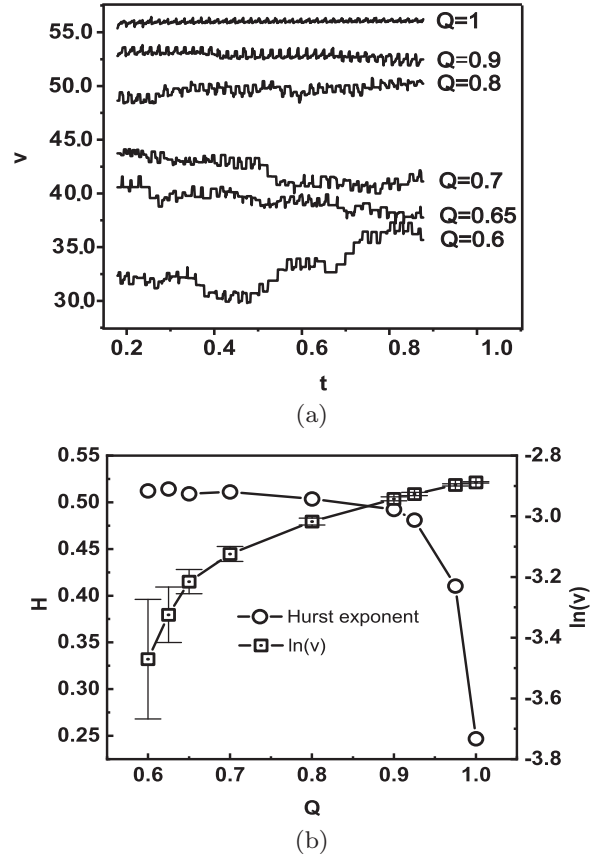 55.0
50.0
45.0
40.0
35.0
30.0
v
Q=1
Q=0.9
Q=0.8
Q=0.7
Q=0.65
Q=0.6
0.2 0.4 0.6 0.8 1.0
t
(a)
0.55
0.50
0.45
0.40
0.35
0.30
0.25
H
-2.8
-3.0
-3.2
-3.4
-3.6
-3.8
ln(v)
Hurst exponent
ln(v)
0.6 0.7 0.8 0.9 1.0
Q
(b)